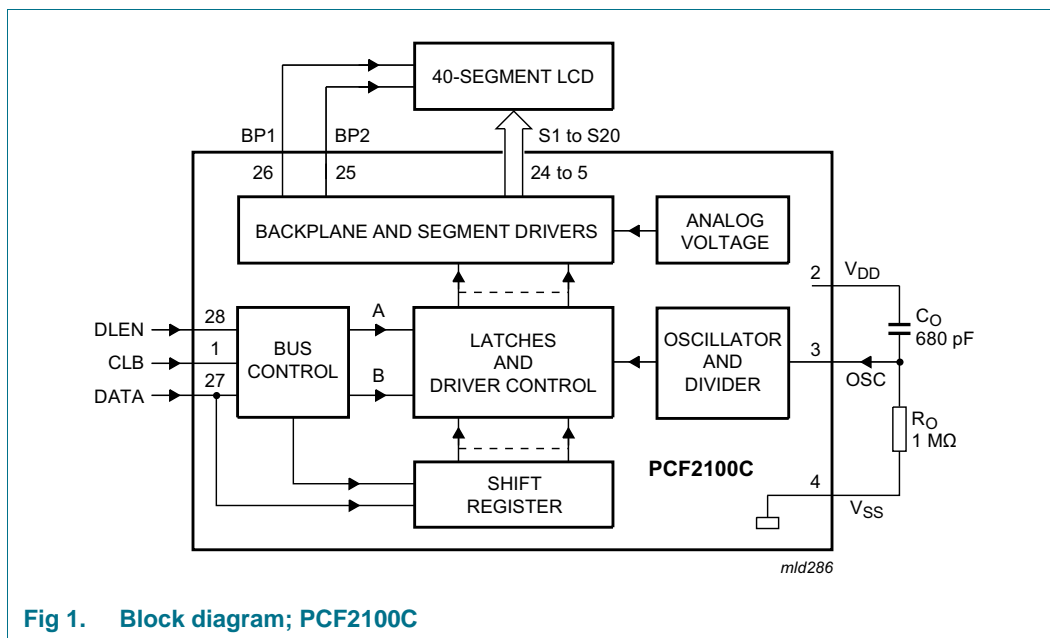 40-SEGMENT LCD
BP1
BP2
S1 to S20
26
25
24 to 5
BACKPLANE AND SEGMENT DRIVERS
ANALOG
VOLTAGE
2
VDD
CO
680 pF
DLEN
28
CLB
1
DATA
27
BUS
CONTROL
A
B
LATCHES
AND
DRIVER CONTROL
OSCILLATOR
AND
DIVIDER
3
OSC
RO
1 MΩ
SHIFT
REGISTER
PCF2100C
4
VSS
mld286
Fig 1. Block diagram; PCF2100C